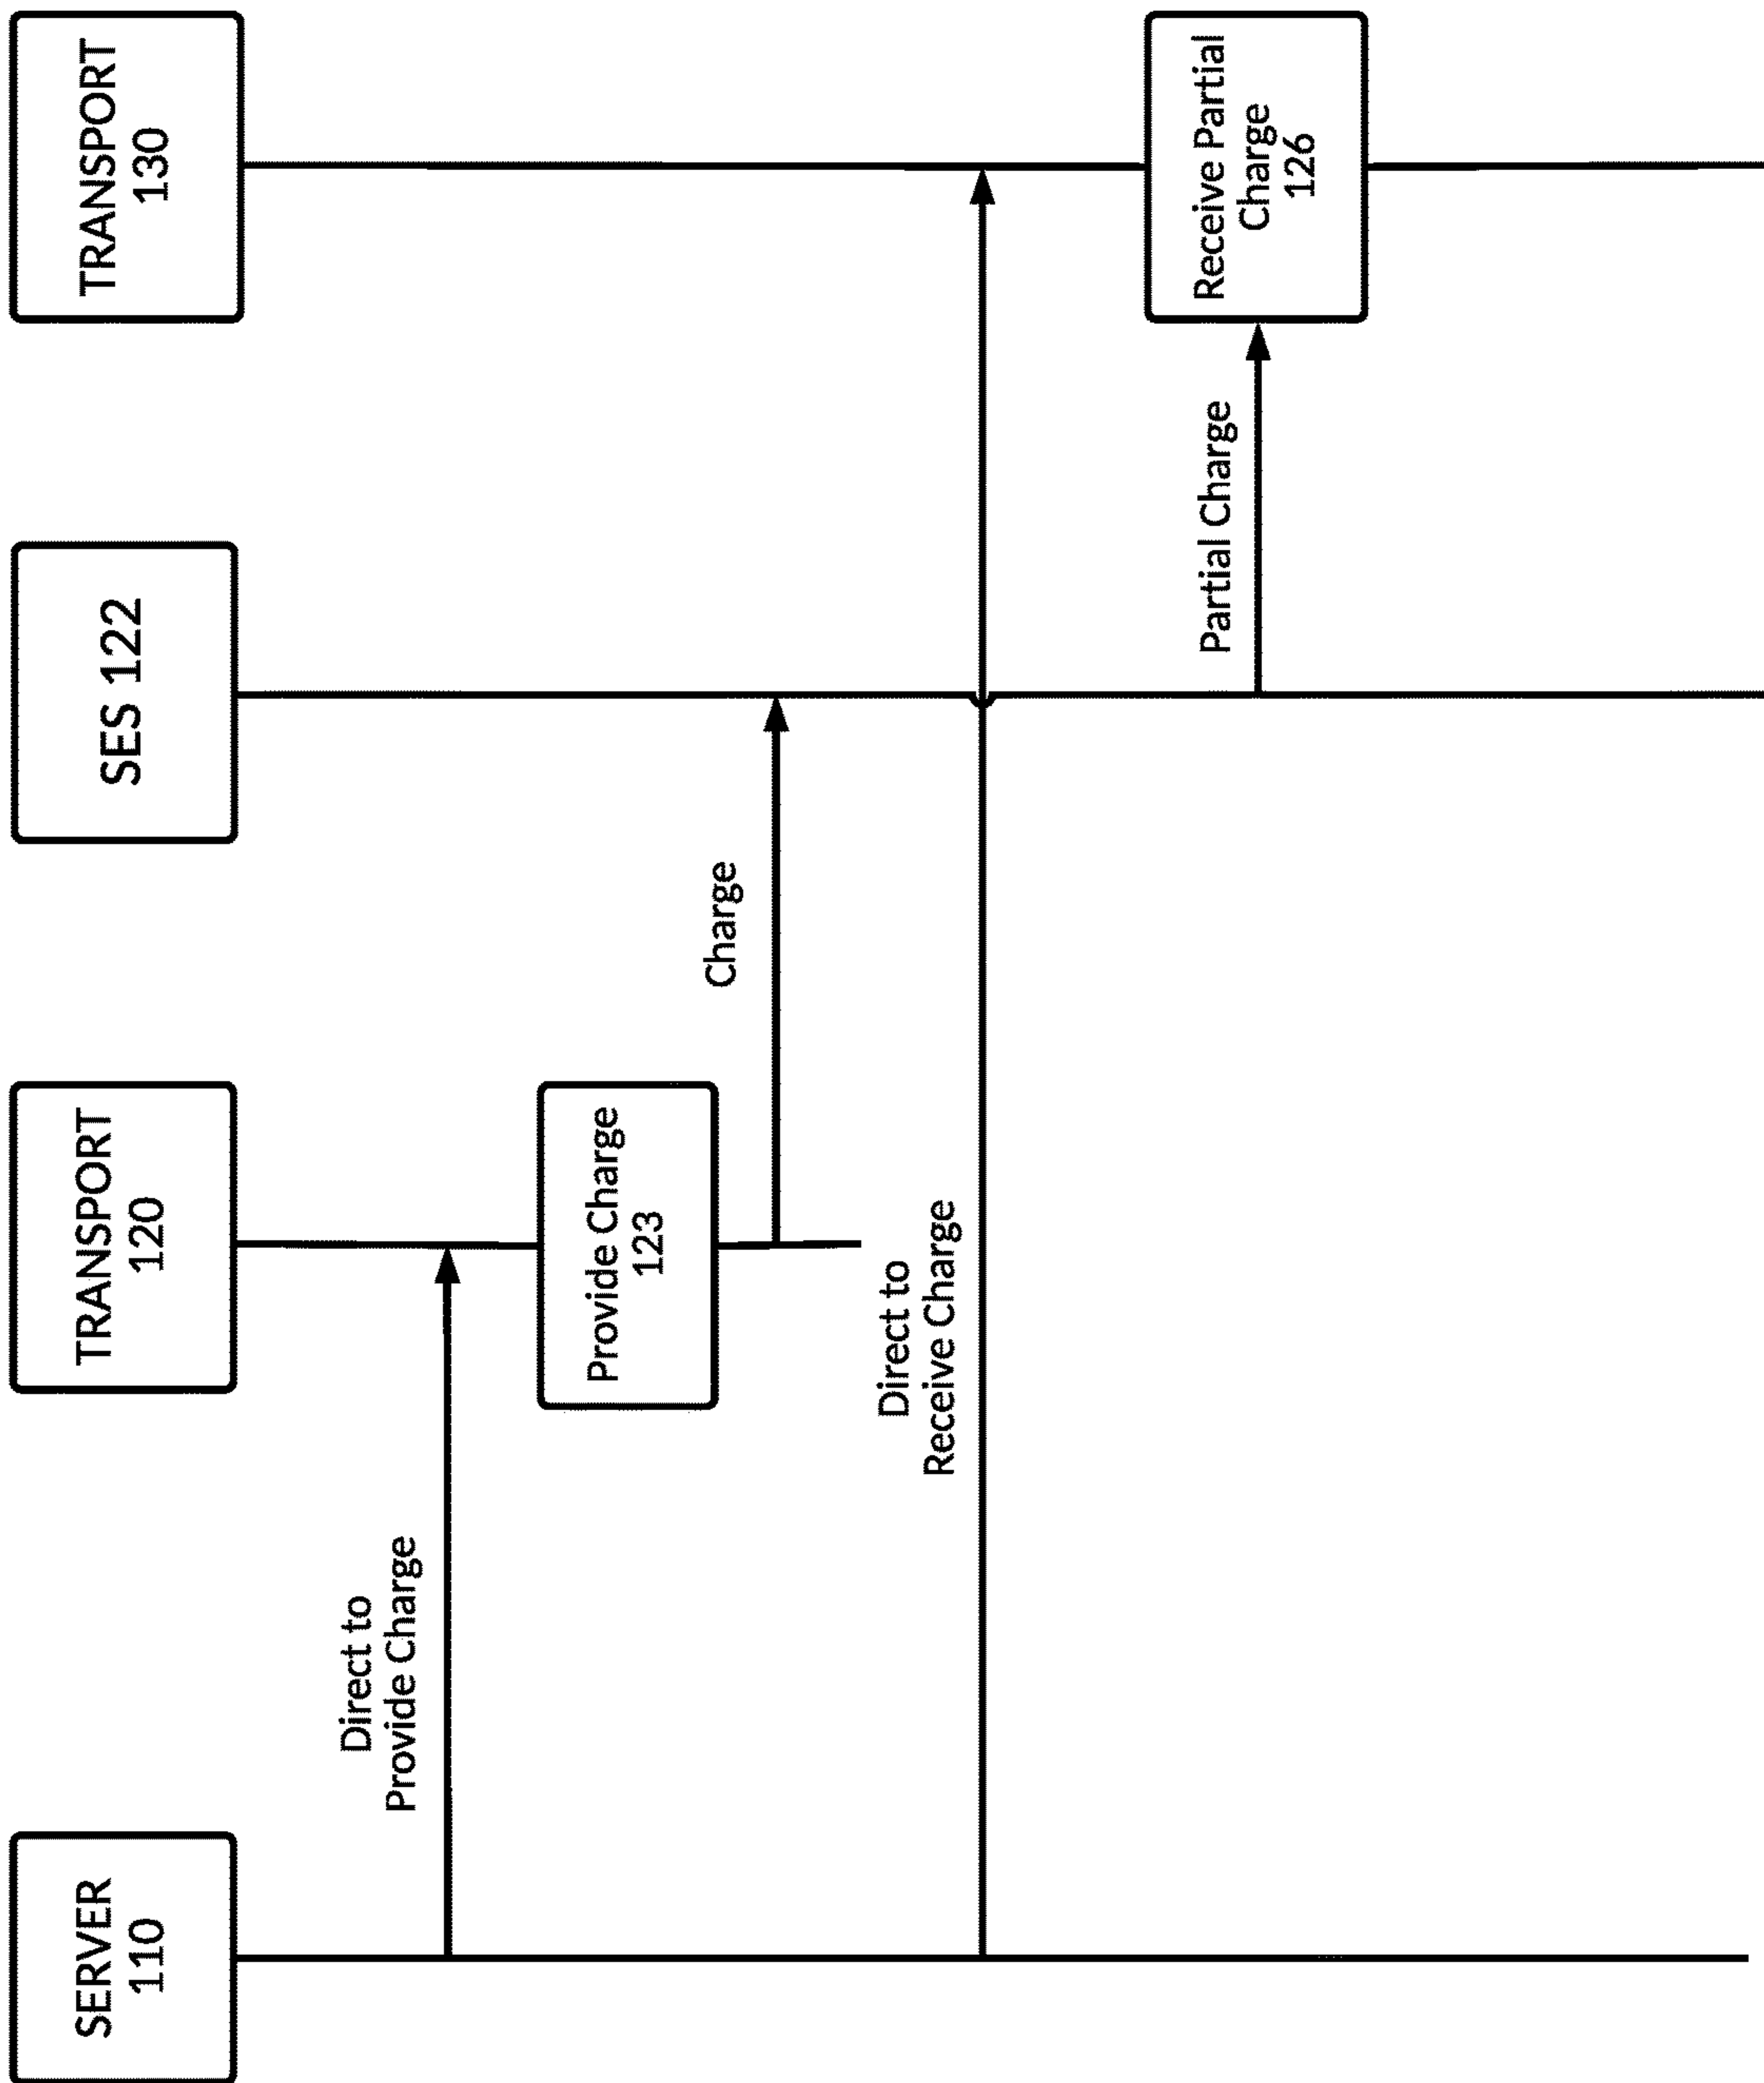 SERVER
110
TRANSPORT
120
SES 122
TRANSPORT
130
Direct to
Provide Charge
Provide Charge
123
Charge
Direct to
Receive Charge
Partial Charge
Receive Partial
Charge
126